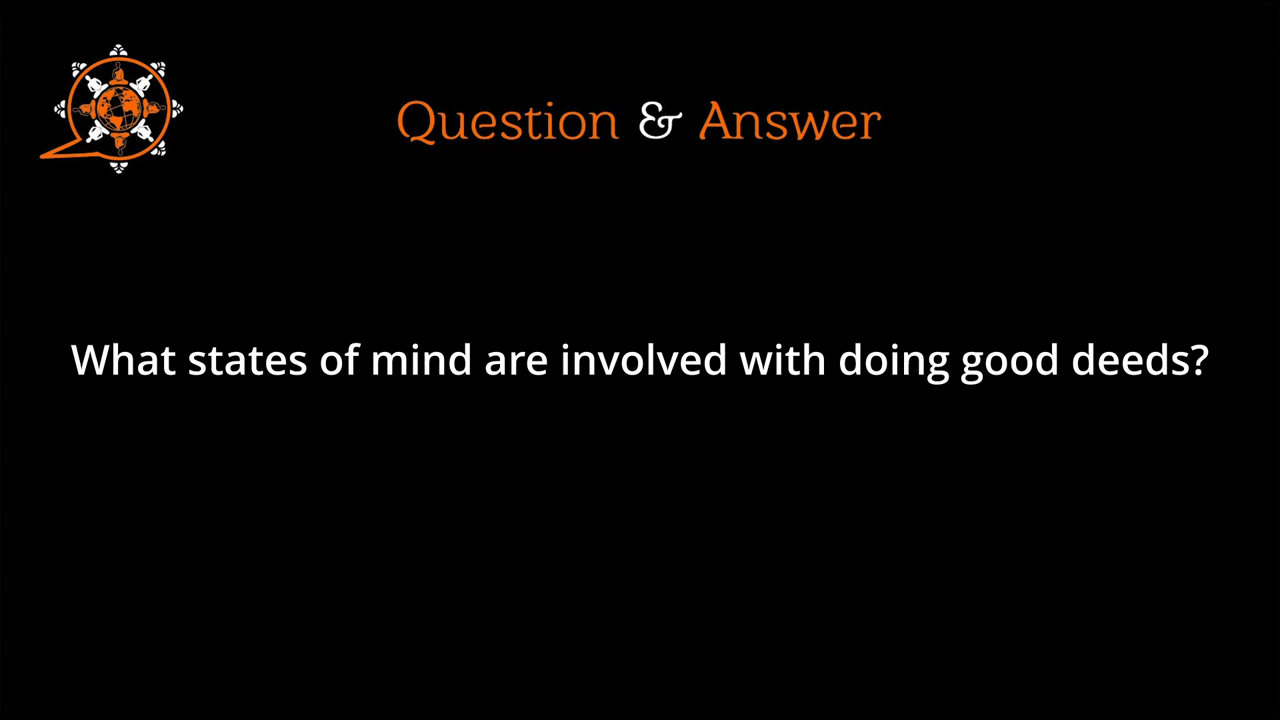 Question & Answer
What states of mind are involved with doing good deeds?